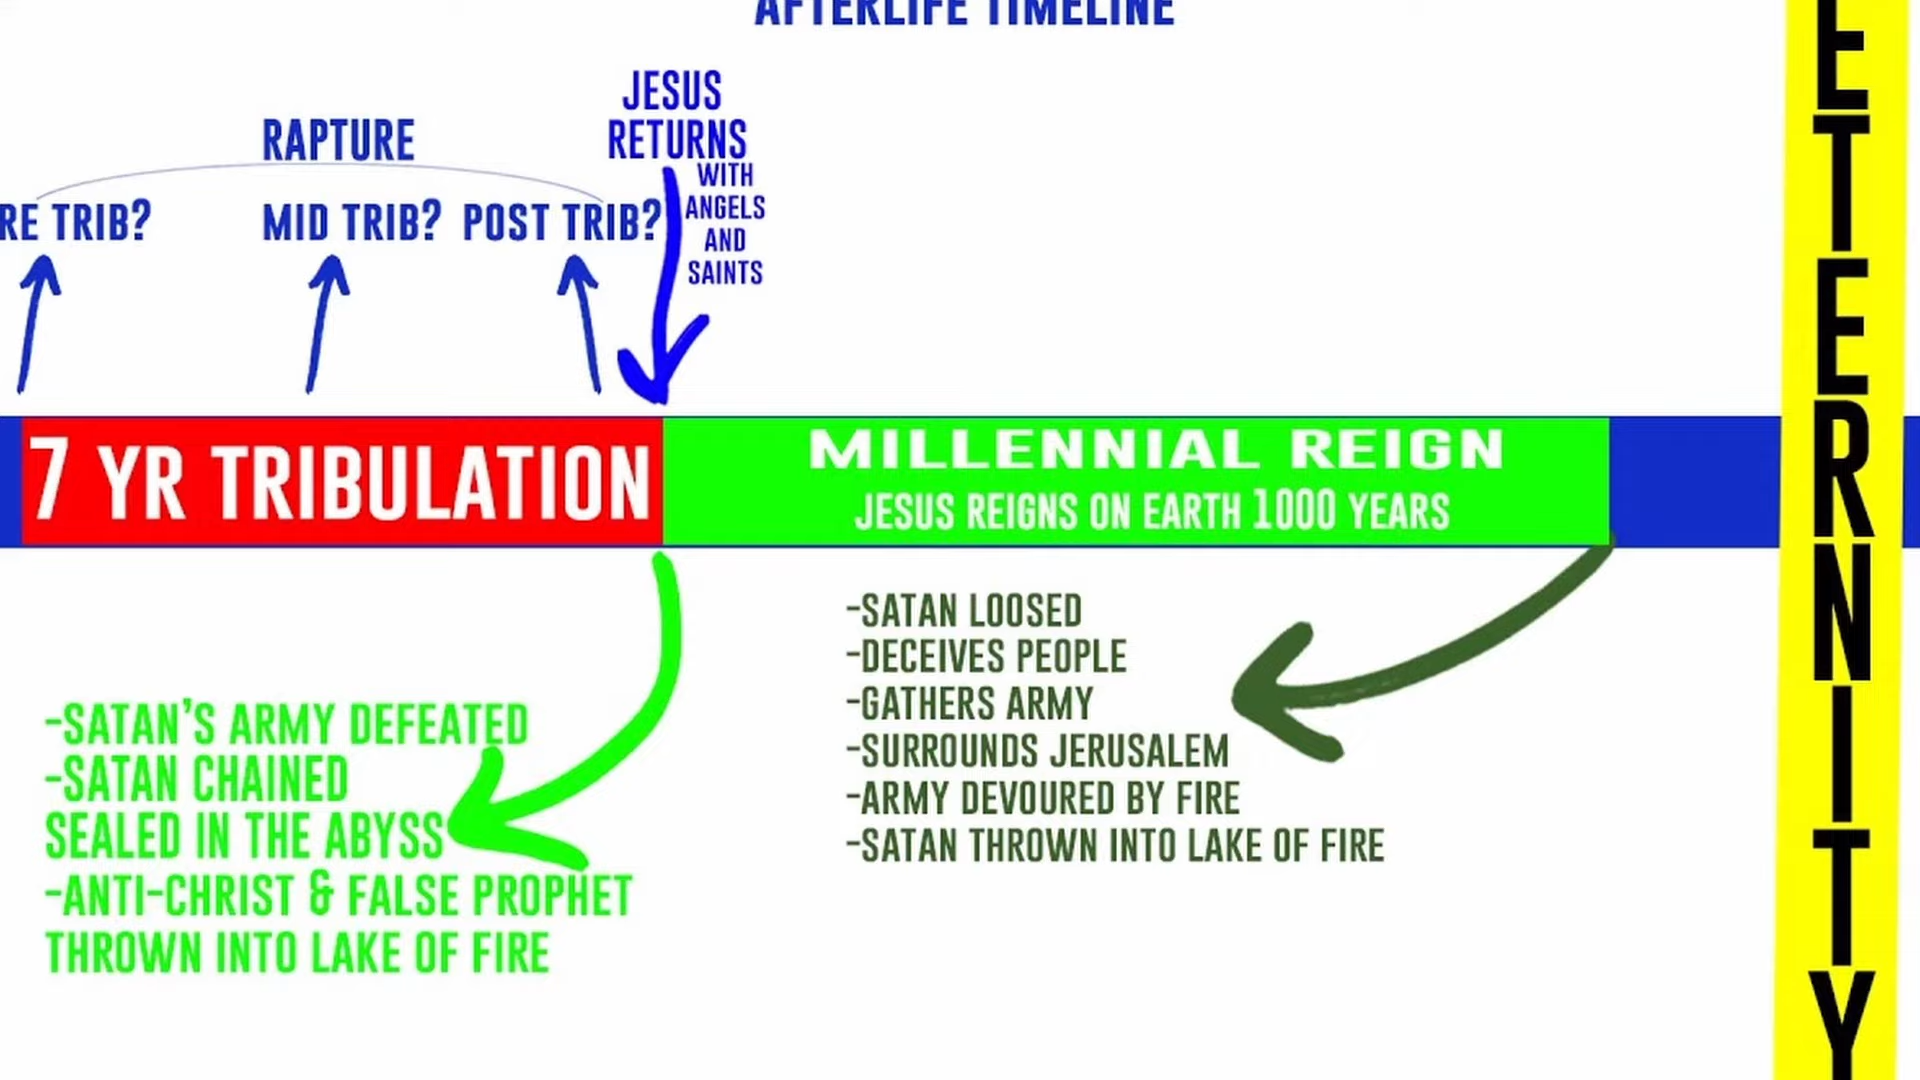 AFTERLIFE TIMELINE
JESUS
RETURNS
WITH
ANGELS
AND
SAINTS
RAPTURE
RE TRIB?
MID TRIB?
POST TRIB?
7 YR TRIBULATION
MILLENNIAL REIGN
JESUS REIGNS ON EARTH 1000 YEARS
-SATAN'S ARMY DEFEATED
-SATAN CHAINED
SEALED IN THE ABYSS
-ANTI-CHRIST & FALSE PROPHET
THROWN INTO LAKE OF FIRE
-SATAN LOOSED
-DECEIVES PEOPLE
-GATHERS ARMY
-SURROUNDS JERUSALEM
-ARMY DEVOURED BY FIRE
-SATAN THROWN INTO LAKE OF FIRE
ETERNITY